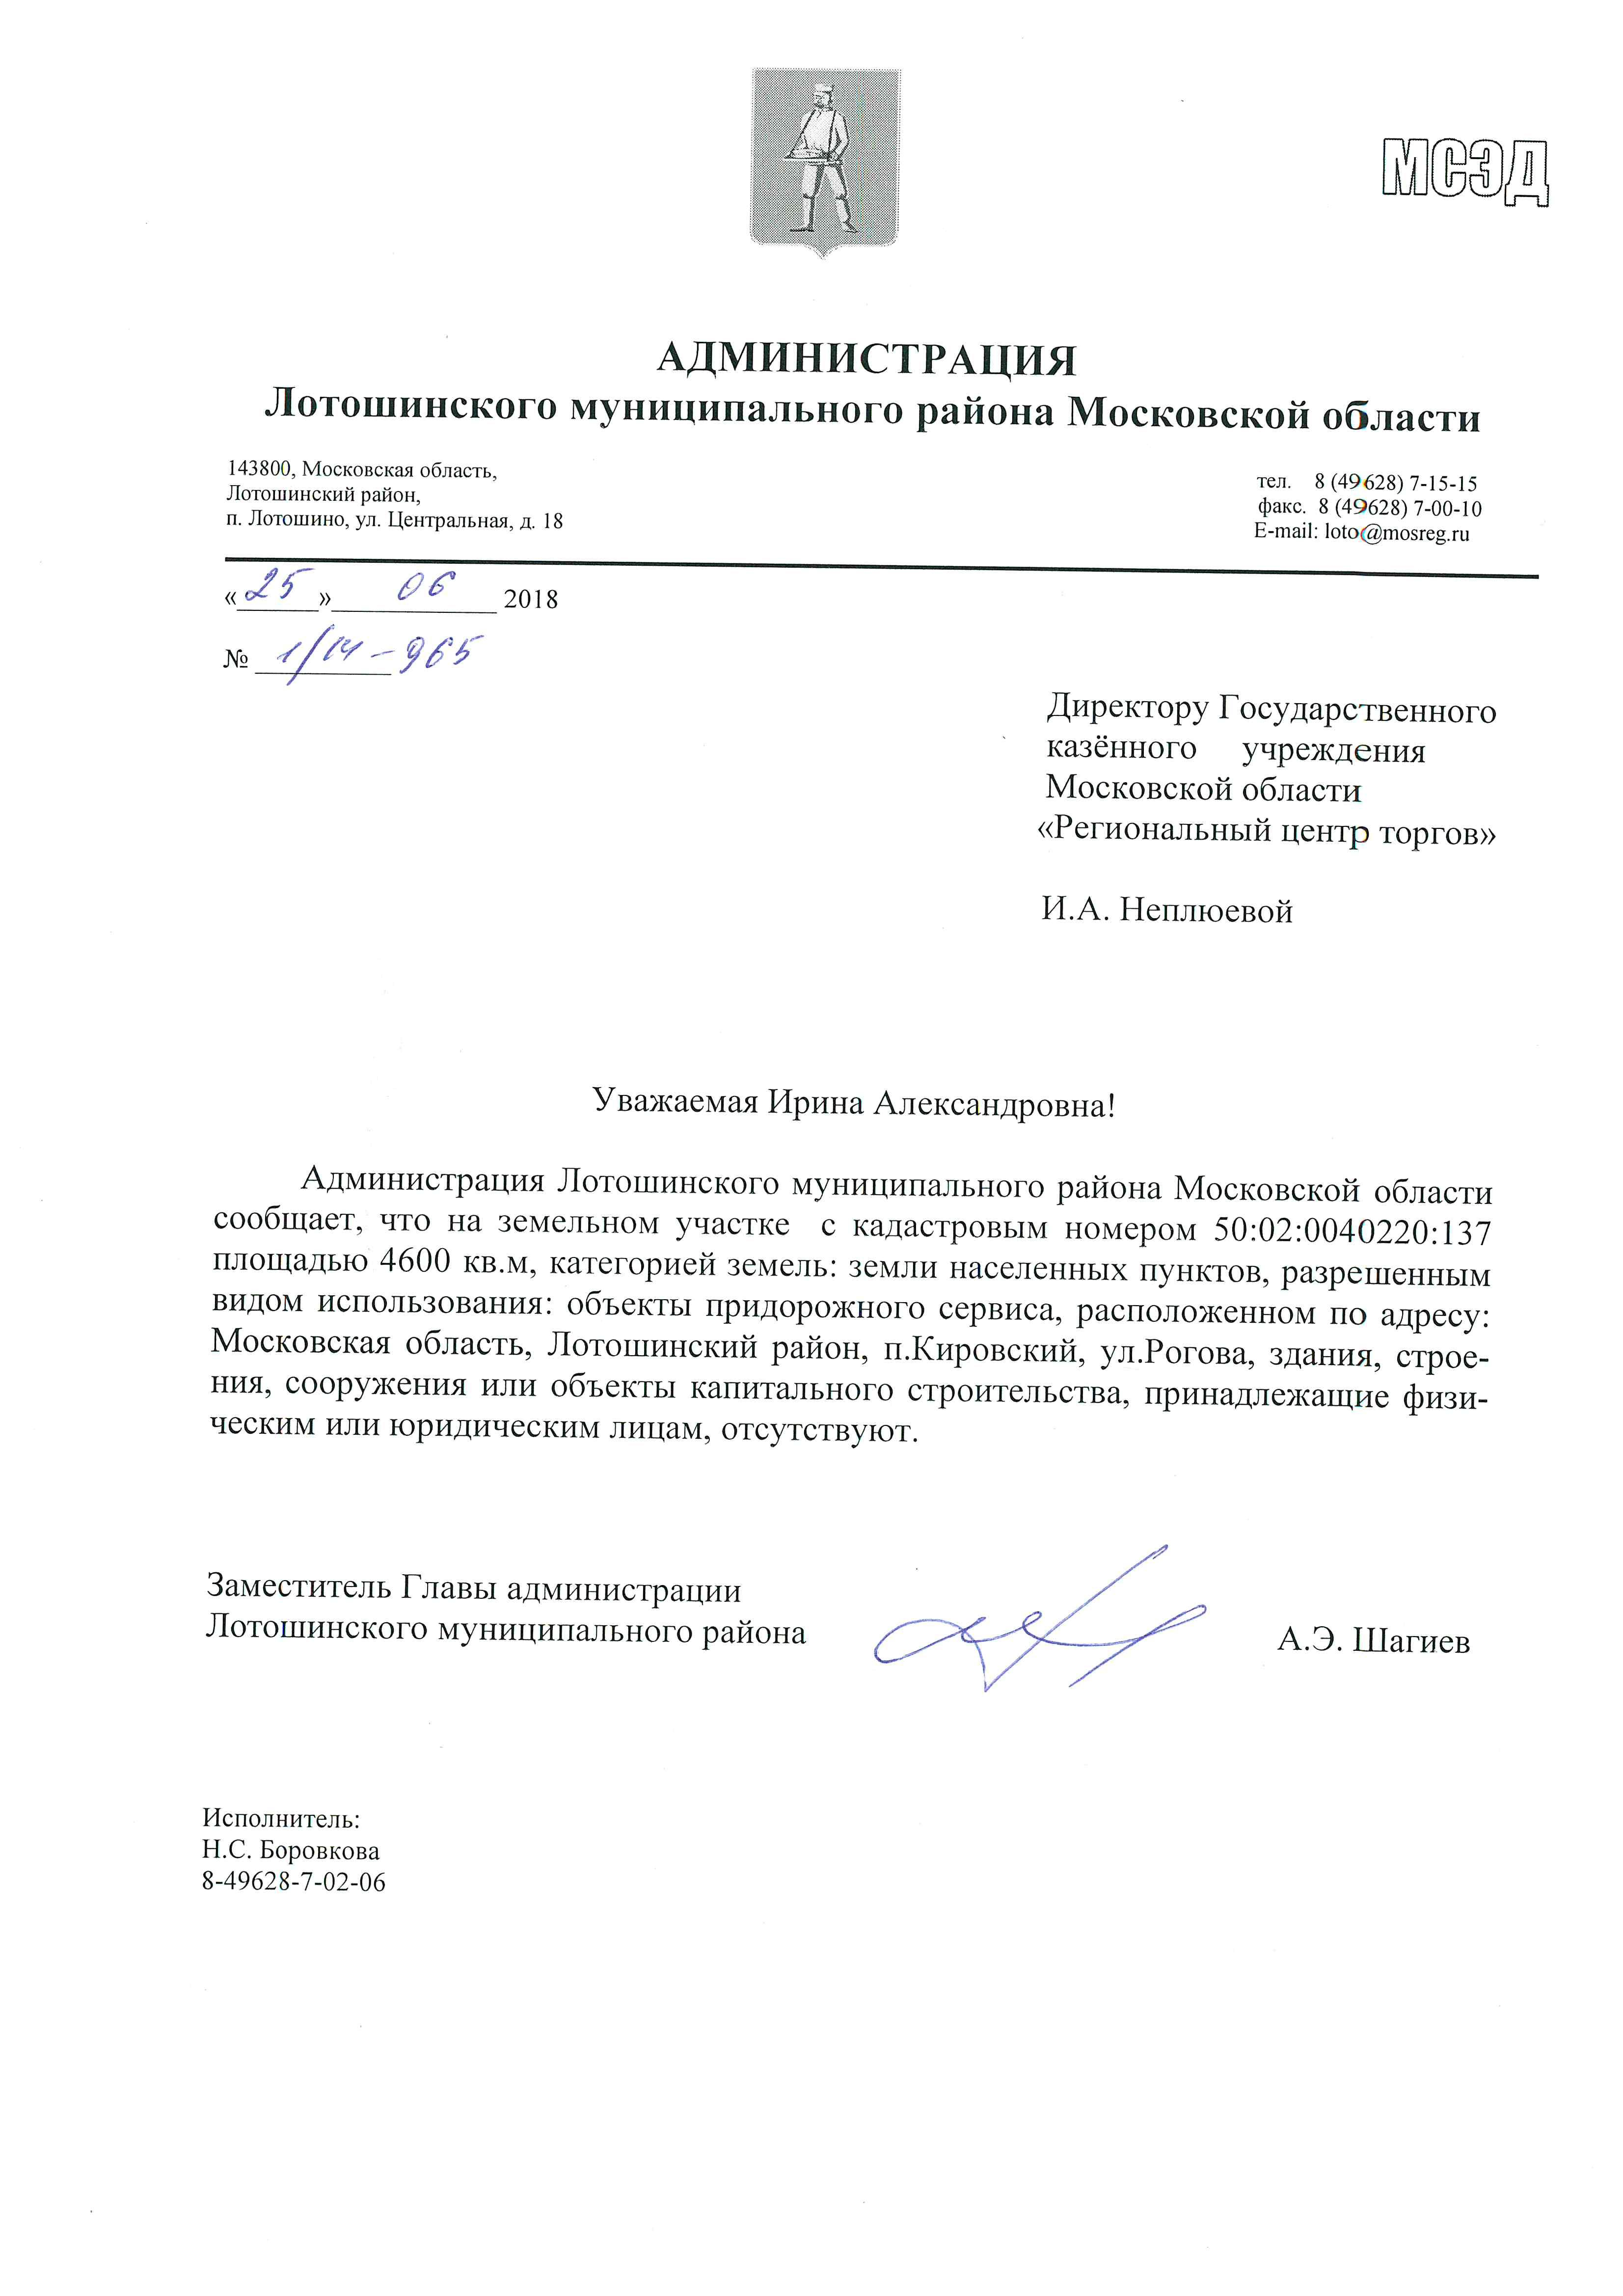 МСЭД
АДМИНИСТРАЦИЯ
Лотошинского муниципального района Московской области
143800, Московская область,
Лотошинский район,
п. Лотошино, ул. Центральная, д. 18
тел. 8 (49628) 7-15-15
факс. 8 (49628) 7-00-10
E-mail: loto@mosreg.ru
«25» 06 2018
№ 1/14-965
Директору Государственного
казённого учреждения
Московской области
«Региональный центр торгов»
И.А. Неплюевой
Уважаемая Ирина Александровна!
Администрация Лотошинского муниципального района Московской области
сообщает, что на земельном участке с кадастровым номером 50:02:0040220:137
площадью 4600 кв.м, категорией земель: земли населенных пунктов, разрешенным
видом использования: объекты придорожного сервиса, расположенном по адресу:
Московская область, Лотошинский район, п.Кировский, ул.Рогова, здания, строе-
ния, сооружения или объекты капитального строительства, принадлежащие физи-
ческим или юридическим лицам, отсутствуют.
Заместитель Главы администрации
Лотошинского муниципального района
А.Э. Шагиев
Исполнитель:
Н.С. Боровкова
8-49628-7-02-06